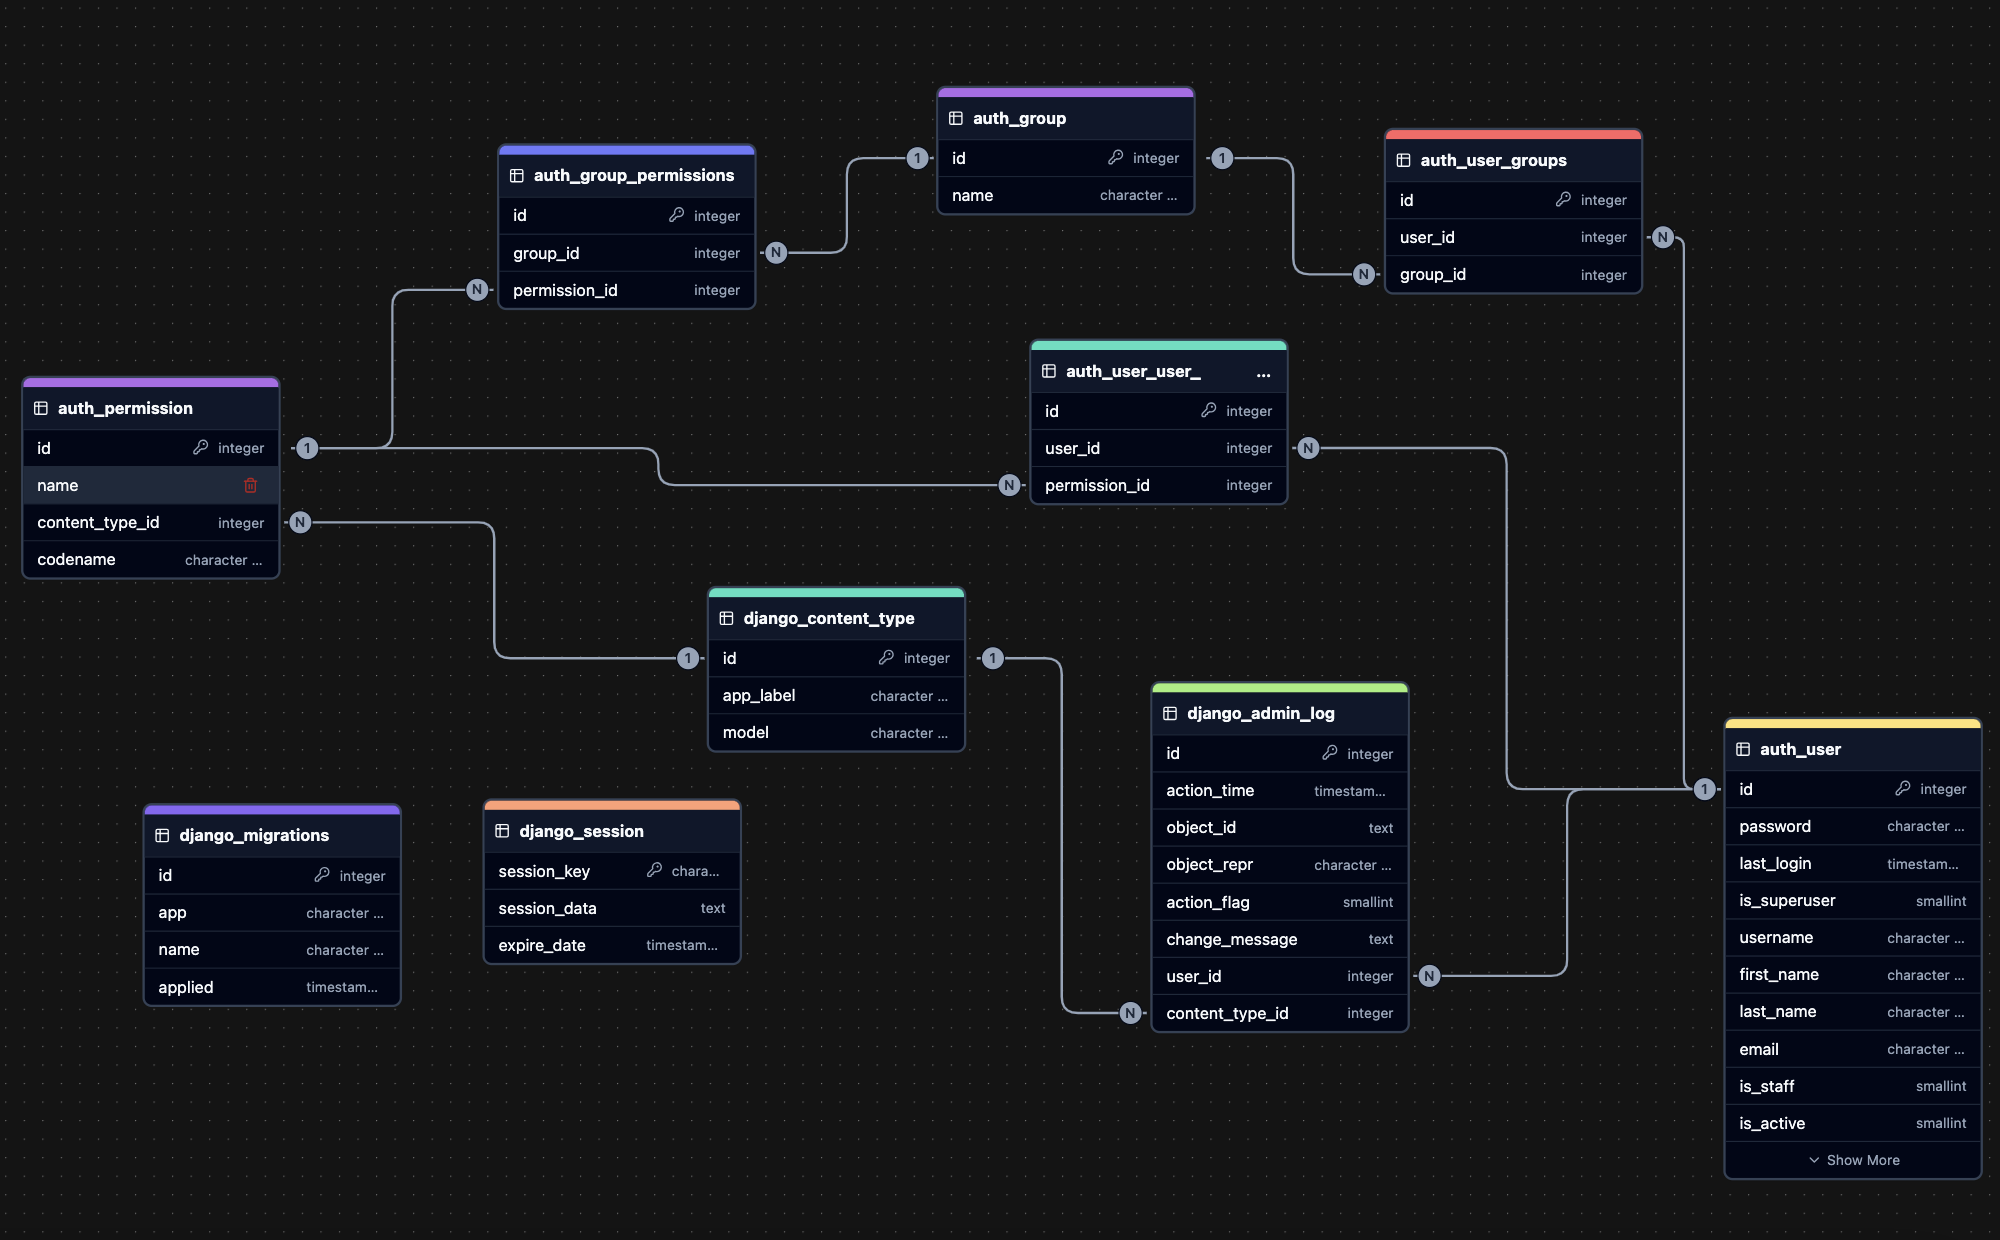 auth_group
id integer
name character ...
auth_user_groups
id integer
user_id integer
group_id integer
auth_group_permissions
id integer
group_id integer
permission_id integer
auth_user_user_ ...
id integer
user_id integer
permission_id integer
auth_permission
id integer
name
content_type_id integer
codename character ...
django_content_type
id integer
app_label character ...
model character ...
django_admin_log
id integer
action_time timestam...
object_id text
object_repr character ...
action_flag smallint
change_message text
user_id integer
content_type_id integer
auth_user
id integer
password character ...
last_login timestam...
is_superuser smallint
username character ...
first_name character ...
last_name character ...
email character ...
is_staff smallint
is_active smallint
Show More
django_migrations
id integer
app character ...
name character ...
applied timestam...
django_session
session_key chara...
session_data text
expire_date timestam...
1
1
N
N
N
N
1
N
N
N
1
1
1
N
N